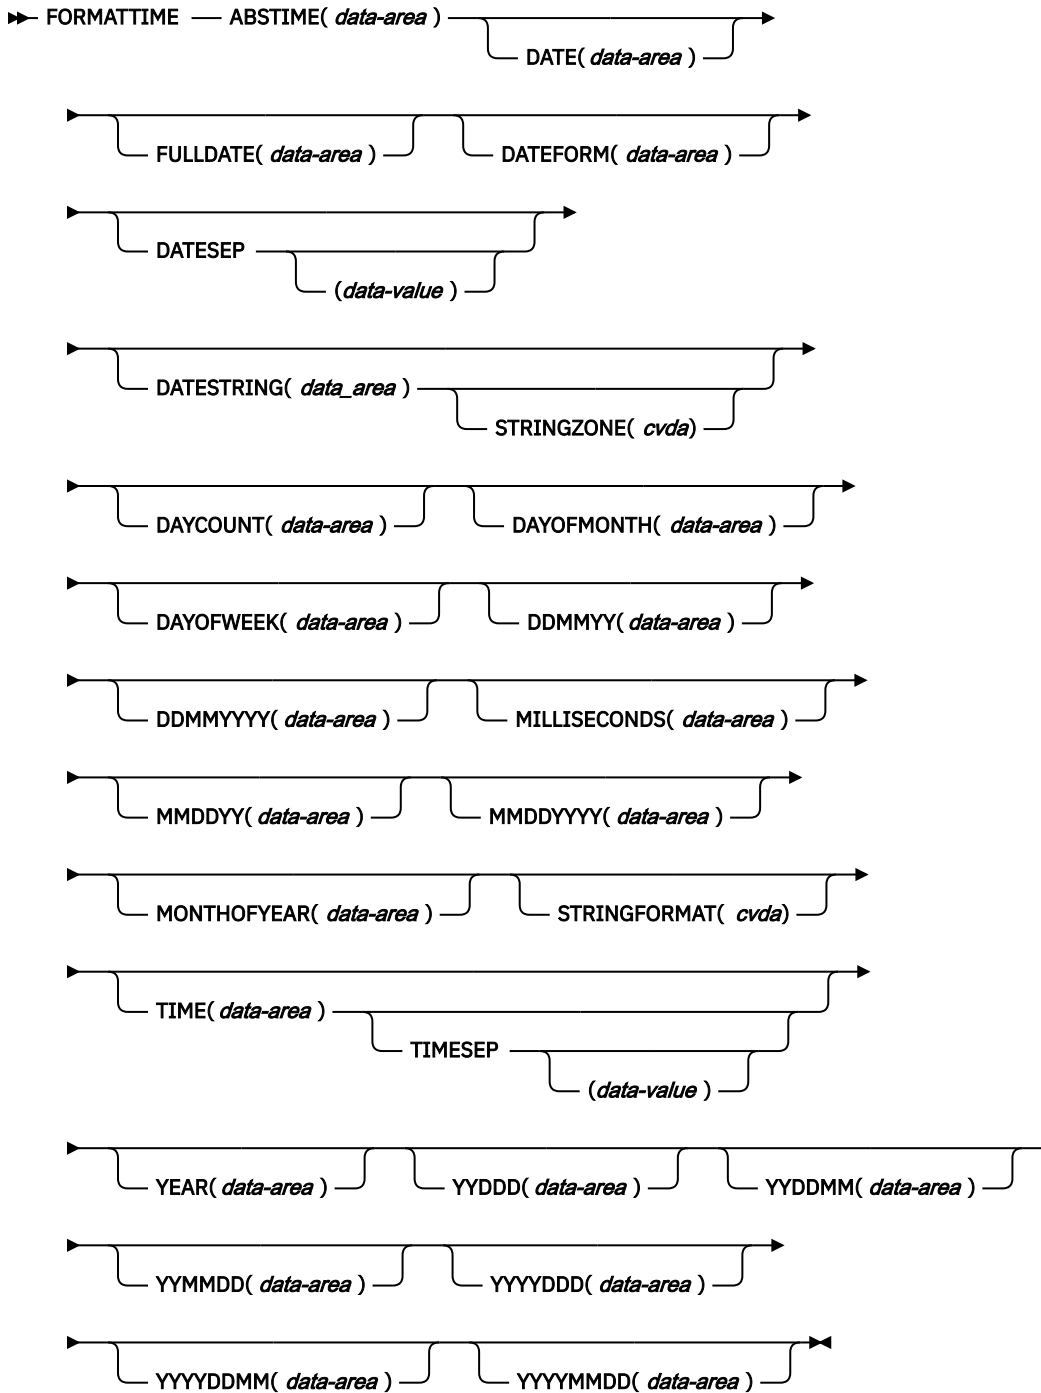 FORMATTIME ABSTIME( data-area )
DATE( data-area )
FULLDATE( data-area ) DATEFORM( data-area )
DATESEP
(data-value )
DATESTRING( data_area )
STRINGZONE( cvda)
DAYCOUNT( data-area ) DAYOFMONTH( data-area )
DAYOFWEEK( data-area ) DDMMYY( data-area )
DDMMYYYY( data-area ) MILLISECONDS( data-area )
MMDDYY( data-area ) MMDDYYYY( data-area )
MONTHOFYEAR( data-area ) STRINGFORMAT( cvda)
TIME( data-area )
TIMESEP
(data-value )
YEAR( data-area ) YYDDD( data-area ) YYDDMM( data-area )
YYMMDD( data-area ) YYYYDDD( data-area )
YYYYDDMM( data-area ) YYYYMMDD( data-area )